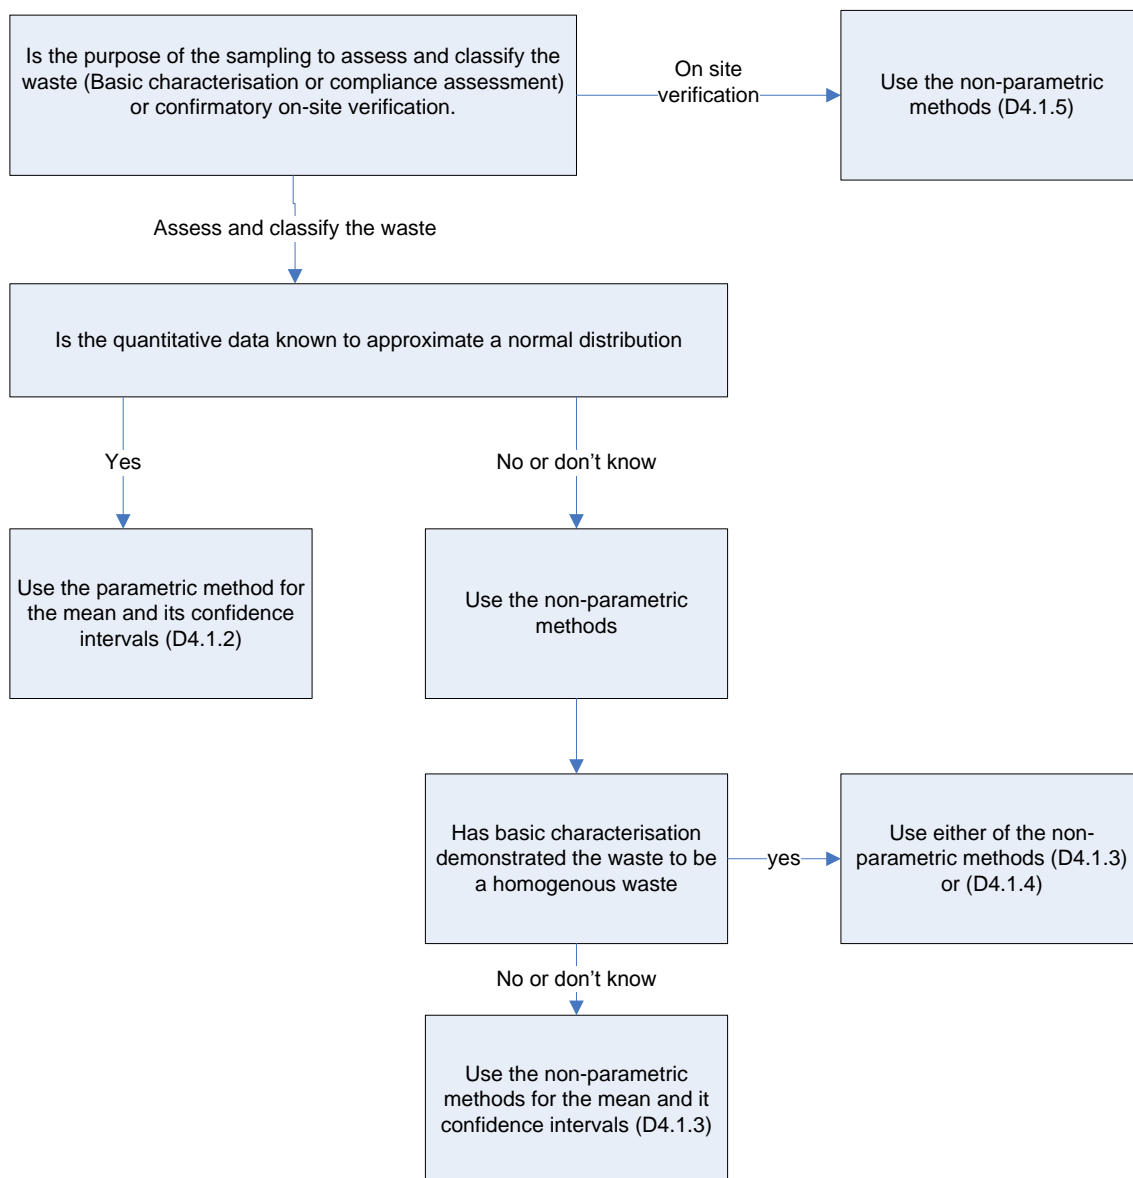 Is the purpose of the sampling to assess and classify the
waste (Basic characterisation or compliance assessment)
or confirmatory on-site verification.
On site
verification
Use the non-parametric
methods (D4.1.5)
Assess and classify the waste
Is the quantitative data known to approximate a normal distribution
Yes
No or don’t know
Use the parametric method for
the mean and its confidence
intervals (D4.1.2)
Use the non-parametric
methods
Has basic characterisation
demonstrated the waste to be
a homogenous waste
yes
Use either of the non-
parametric methods (D4.1.3)
or (D4.1.4)
No or don’t know
Use the non-parametric
methods for the mean and it
confidence intervals (D4.1.3)